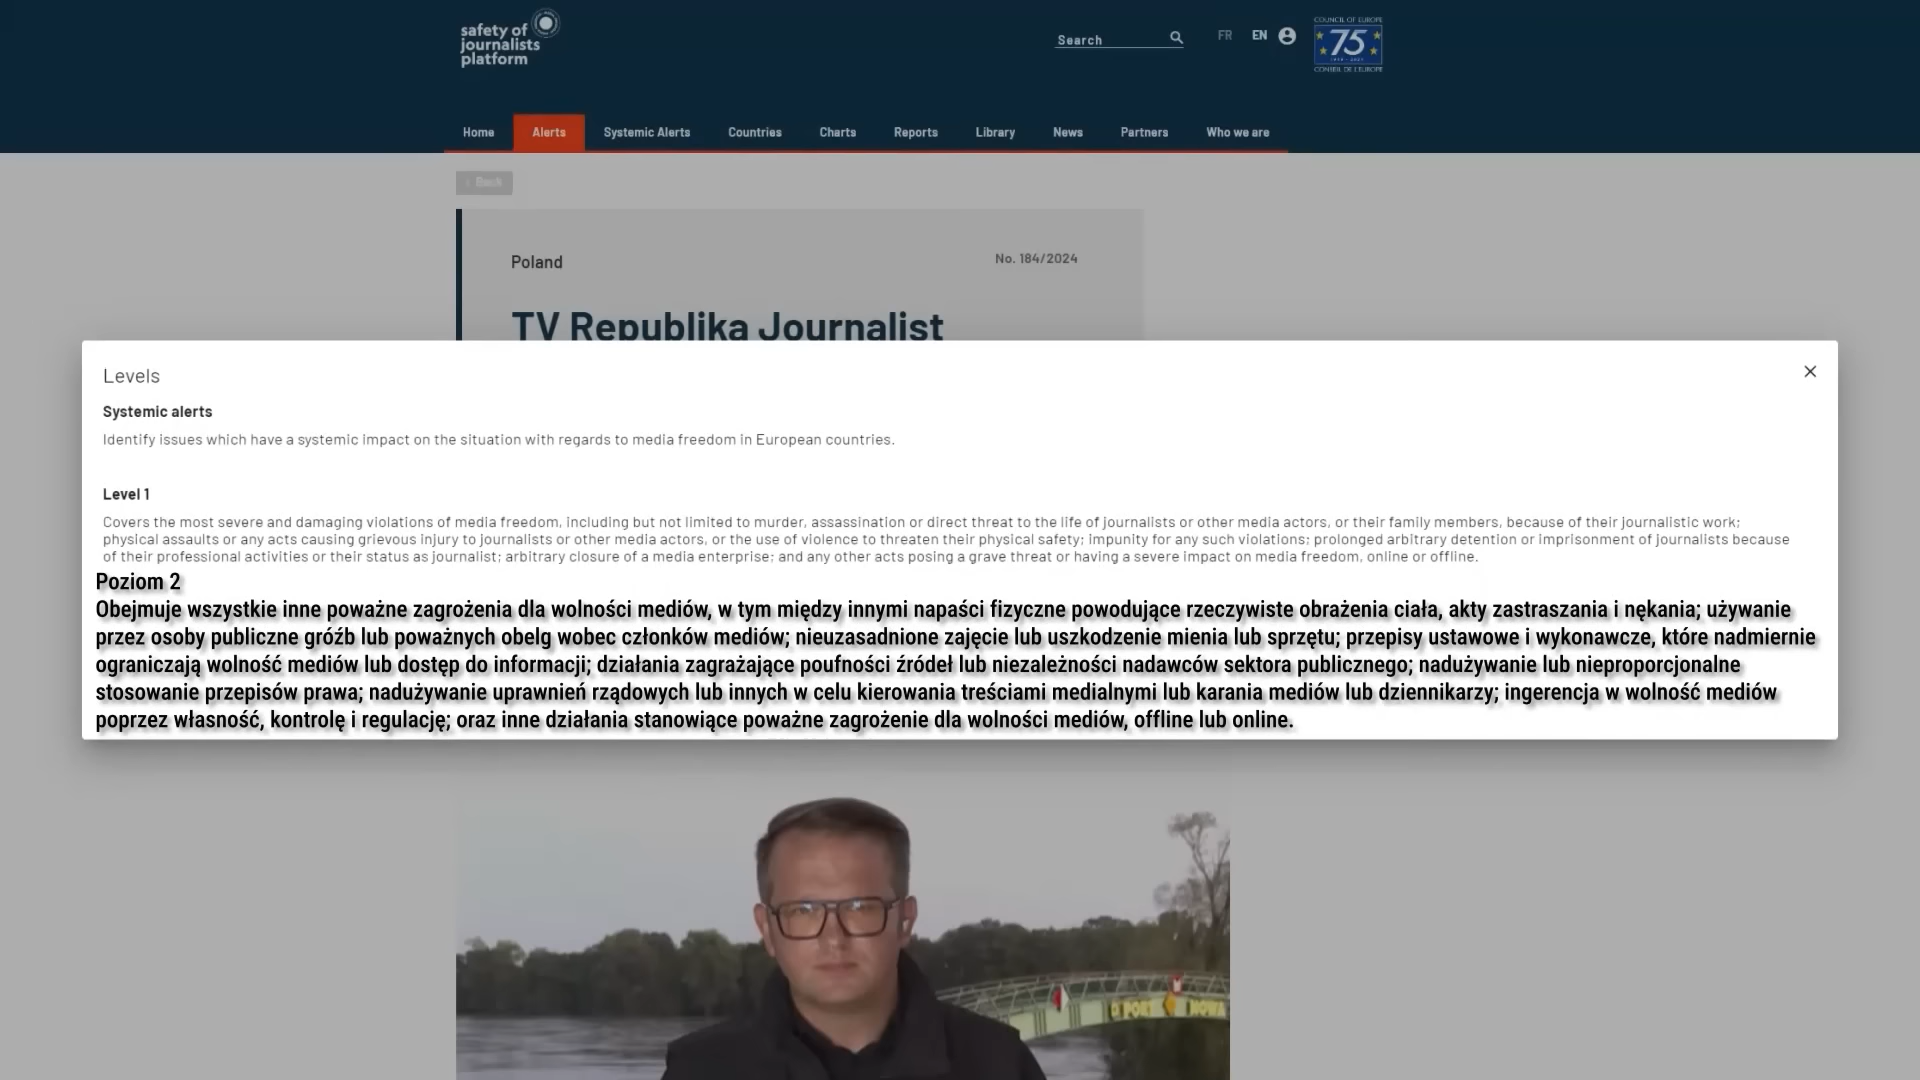 safety of
journalists
platform
Search
FR EN
COUNCIL OF EUROPE
75
CONSEIL DE L'EUROPE
Home Alerts Systemic Alerts Countries Charts Reports Library News Partners Who we are
‹ Back
Poland
No. 184/2024
TV Republika Journalist
Levels
Systemic alerts
Identify issues which have a systemic impact on the situation with regards to media freedom in European countries.
Level 1
Covers the most severe and damaging violations of media freedom, including but not limited to murder, assassination or direct threat to the life of journalists or other media actors, or their family members, because of their journalistic work;
physical assaults or any acts causing grievous injury to journalists or other media actors, or the use of violence to threaten their physical safety; impunity for any such violations; prolonged arbitrary detention or imprisonment of journalists because
of their professional activities or their status as journalist; arbitrary closure of a media enterprise; and any other acts posing a grave threat or having a severe impact on media freedom, online or offline.
Poziom 2
Obejmuje wszystkie inne poważne zagrożenia dla wolności mediów, w tym między innymi napaści fizyczne powodujące rzeczywiste obrażenia ciała, akty zastraszania i nękania; używanie
przez osoby publiczne gróźb lub poważnych obelg wobec członków mediów; nieuzasadnione zajęcie lub uszkodzenie mienia lub sprzętu; przepisy ustawowe i wykonawcze, które nadmiernie
ograniczają wolność mediów lub dostęp do informacji; działania zagrażające poufności źródeł lub niezależności nadawców sektora publicznego; nadużywanie lub nieproporcjonalne
stosowanie przepisów prawa; nadużywanie uprawnień rządowych lub innych w celu kierowania treściami medialnymi lub karania mediów lub dziennikarzy; ingerencja w wolność mediów
poprzez własność, kontrolę i regulację; oraz inne działania stanowiące poważne zagrożenie dla wolności mediów, offline lub online.
PORT NOWA